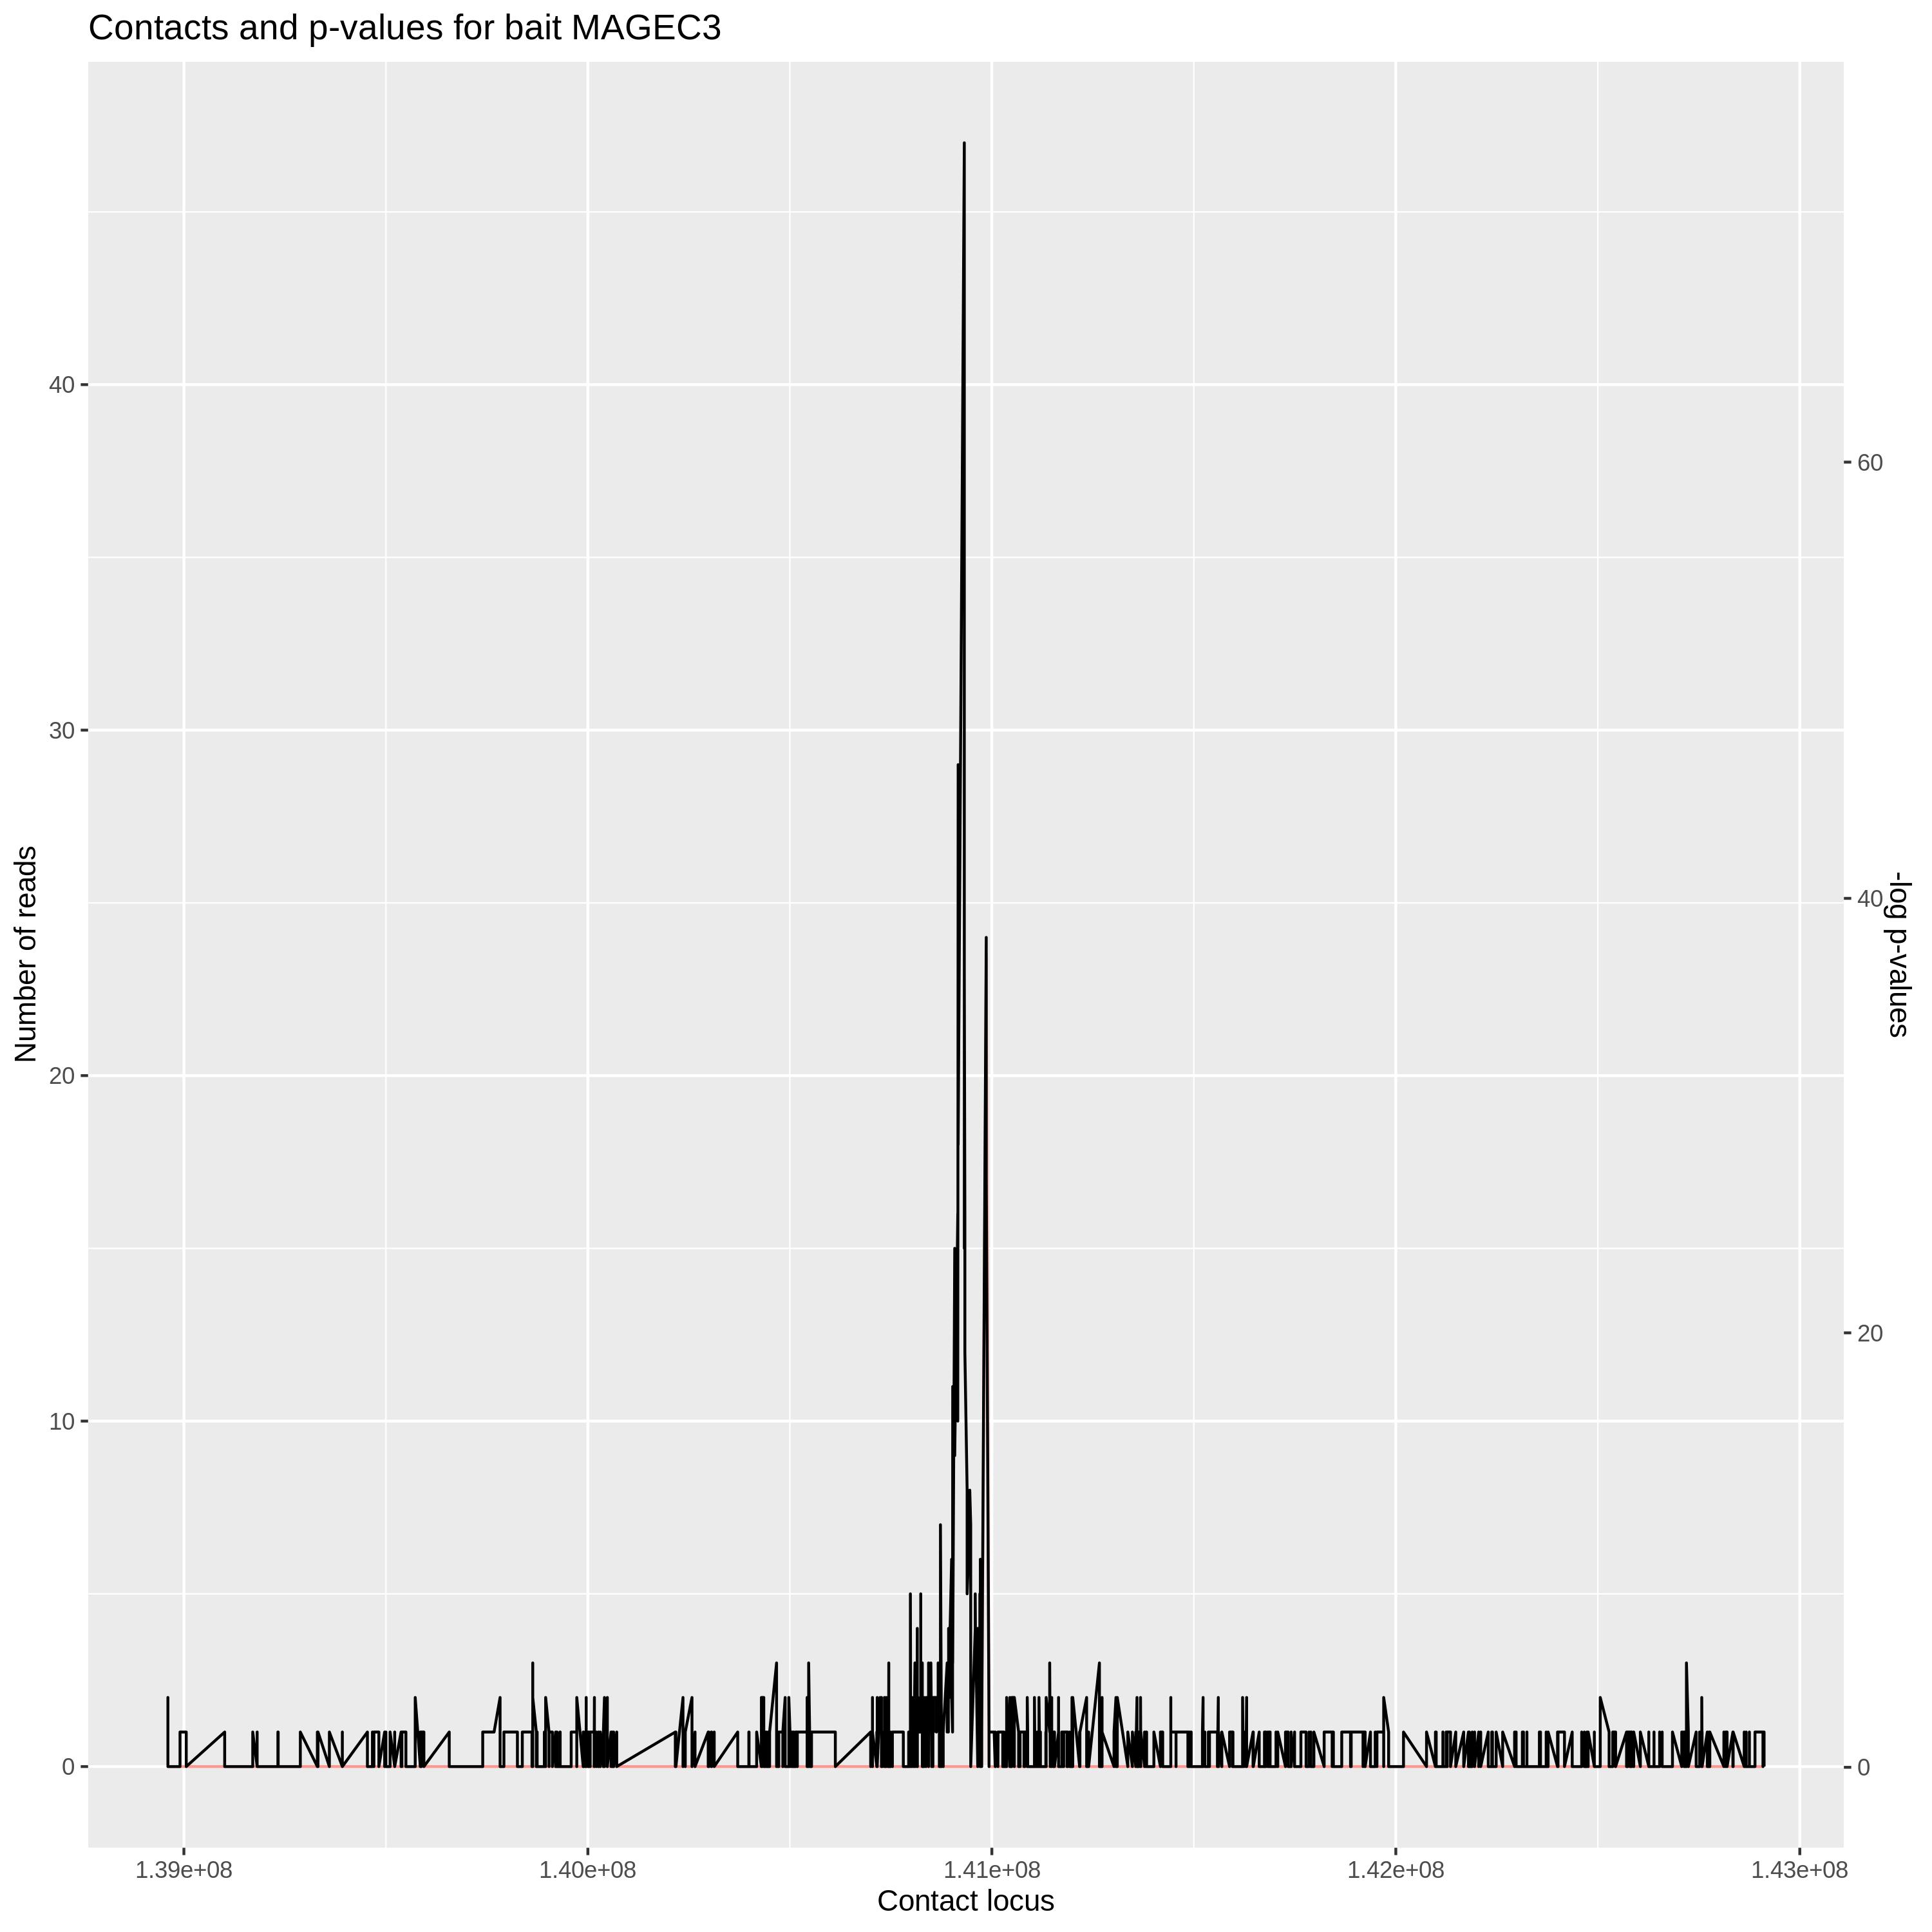 Contacts and p-values for bait MAGEC3
Number of reads
40
30
20
10
0
60
40
20
0
-log p-values
1.39e+08 1.40e+08 1.41e+08 1.42e+08 1.43e+08
Contact locus